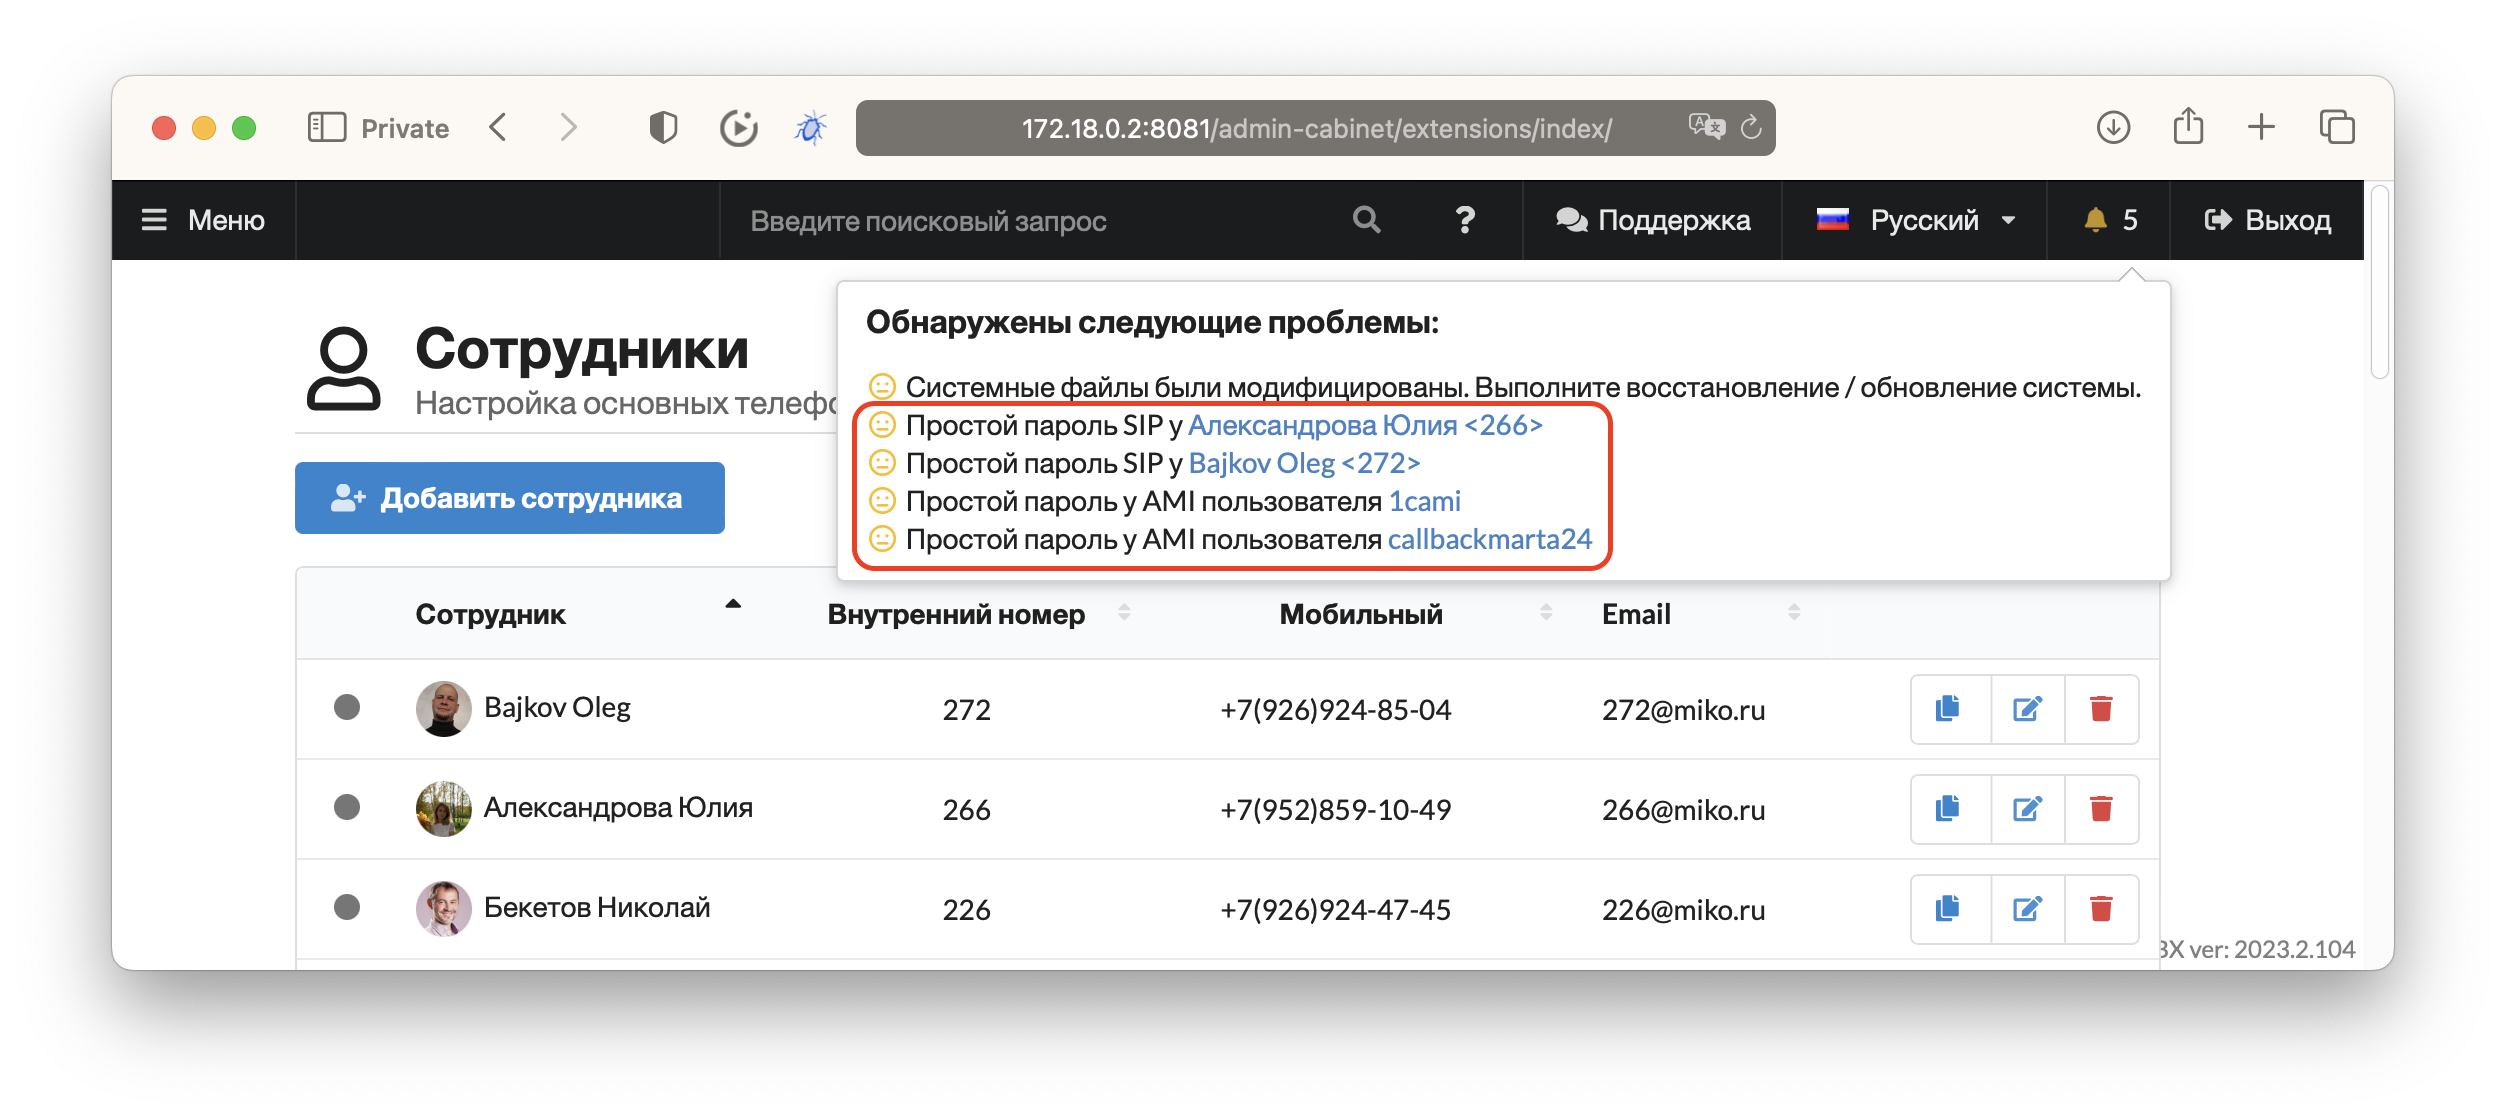 Private
172.18.0.2:8081/admin-cabinet/extensions/index/
Меню
Введите поисковый запрос
?
Поддержка
Русский
5
Выход
Сотрудники
Настройка основных
Обнаружены следующие проблемы:
Системные файлы были модифицированы. Выполните восстановление / обновление системы.
Простой пароль SIP у Александрова Юлия <266>
Простой пароль SIP у Bajkov Oleg <272>
Простой пароль у AMI пользователя 1cami
Простой пароль у AMI пользователя callbackmarta24
Добавить сотрудника
Сотрудник Внутренний номер Мобильный Email
Bajkov Oleg 272 +7(926)924-85-04 272@miko.ru
Александрова Юлия 266 +7(952)859-10-49 266@miko.ru
Бекетов Николай 226 +7(926)924-47-45 226@miko.ru
ver: 2023.2.104